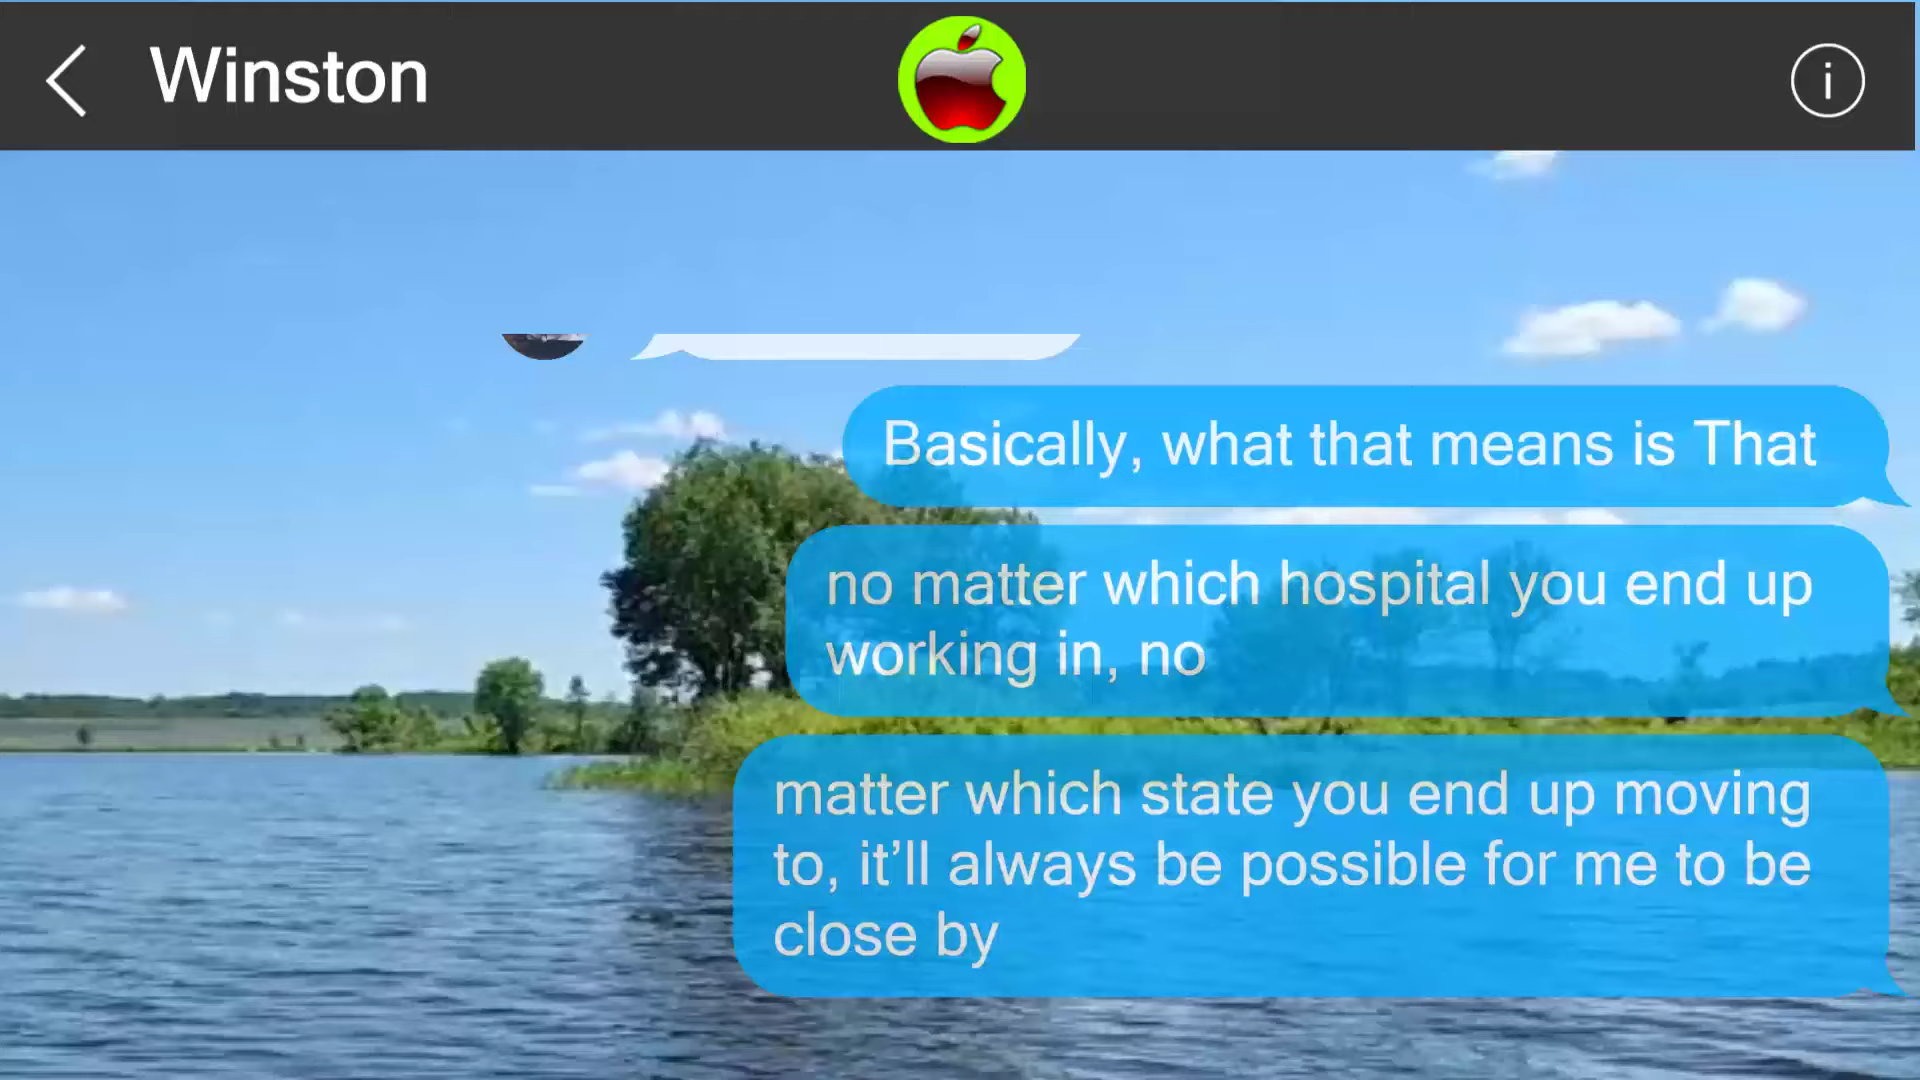 Winston
Basically, what that means is That
no matter which hospital you end up
working in, no
matter which state you end up moving
to, it’ll always be possible for me to be
close by